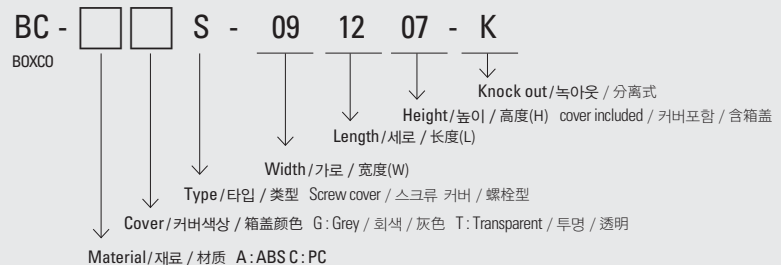 BC - □ □ S - 09 12 07 - K
BOXCO
Knock out/녹아웃 / 分离式
Height/높이 / 高度(H) cover included / 커버포함 / 含箱盖
Length/세로 / 长度(L)
Width/가로 / 宽度(W)
Type/타입 / 类型 Screw cover / 스크류 커버 / 螺栓型
Cover/커버색상 / 箱盖颜色 G : Grey / 회색 / 灰色 T : Transparent / 투명 / 透明
Material/재료 / 材质 A : ABS C : PC